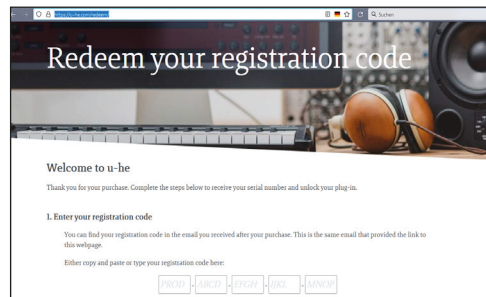 https://u-he.com/redeem/
Suchen
Redeem your registration code
Welcome to u-he
Thank you for your purchase. Complete the steps below to receive your serial number and unlock your plug-in.
1. Enter your registration code
You can find your registration code in the email you received after your purchase. This is the same email that provided the link to
this webpage.
Either copy and paste or type your registration code here:
PROD - ABCD - EFGH - IJKL - MNOP